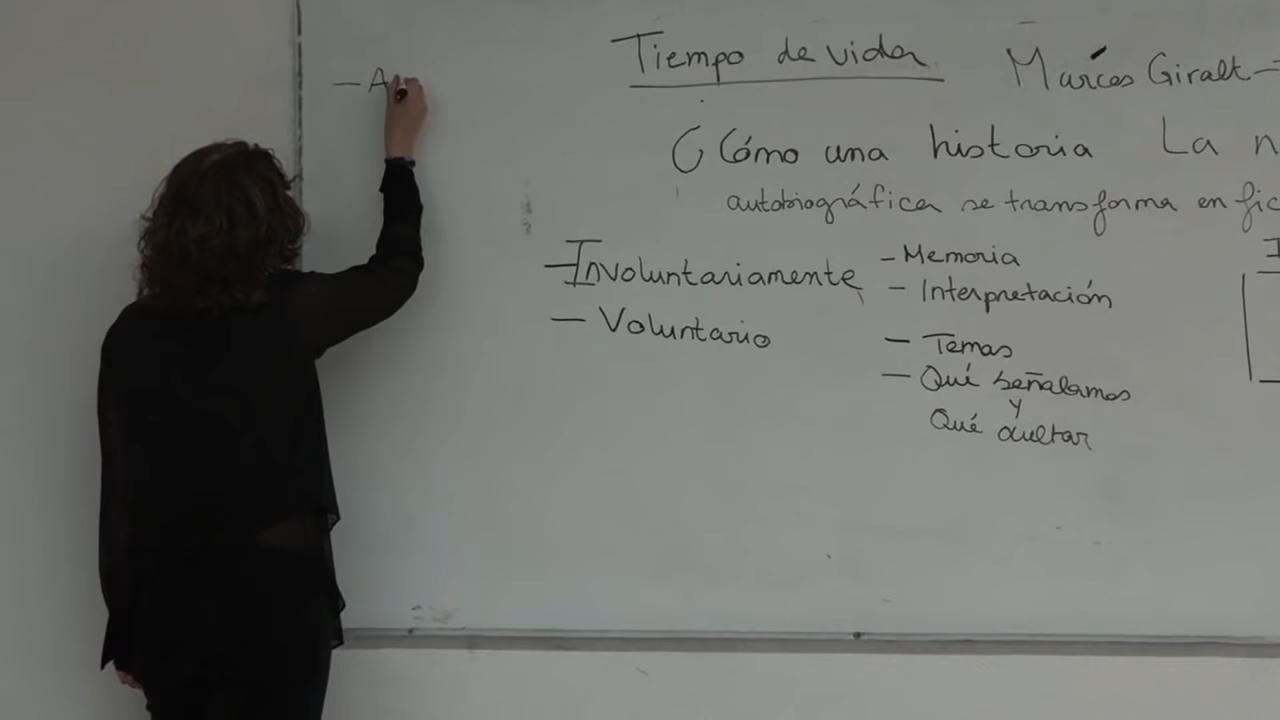 — A
Tiempo de vida Marcos Giralt —
¿Cómo una historia La n
autobiográfica se transforma en fic
— Involuntariamente
— Voluntario
- Memoria
- Interpretación
— Temas
— Qué señalamos
y
Qué ocultar